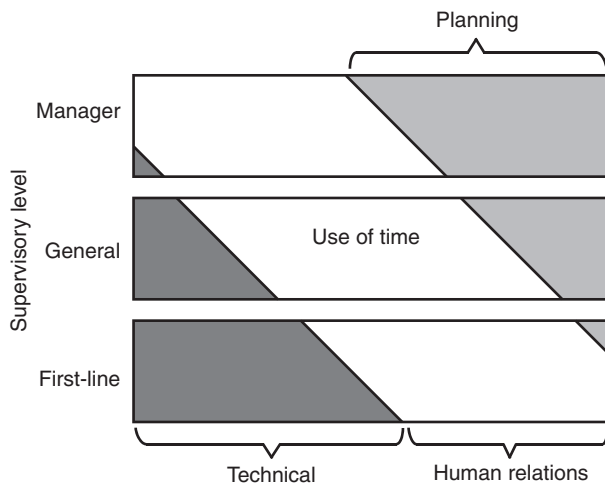 Planning
Manager
Supervisory level
General
Use of time
First-line
Technical
Human relations